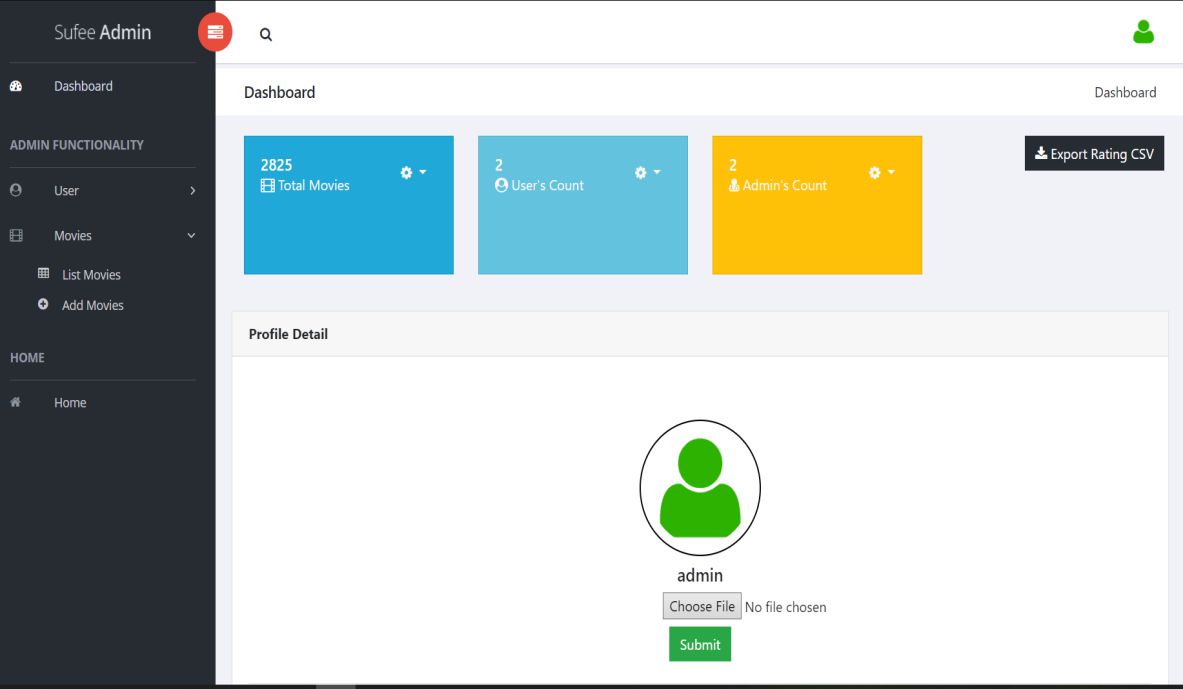 Sufee Admin
Dashboard
ADMIN FUNCTIONALITY
User
Movies
List Movies
Add Movies
HOME
Home
Dashboard
Dashboard
2825
Total Movies
2
User's Count
2
Admin's Count
Export Rating CSV
Profile Detail
admin
Choose File No file chosen
Submit